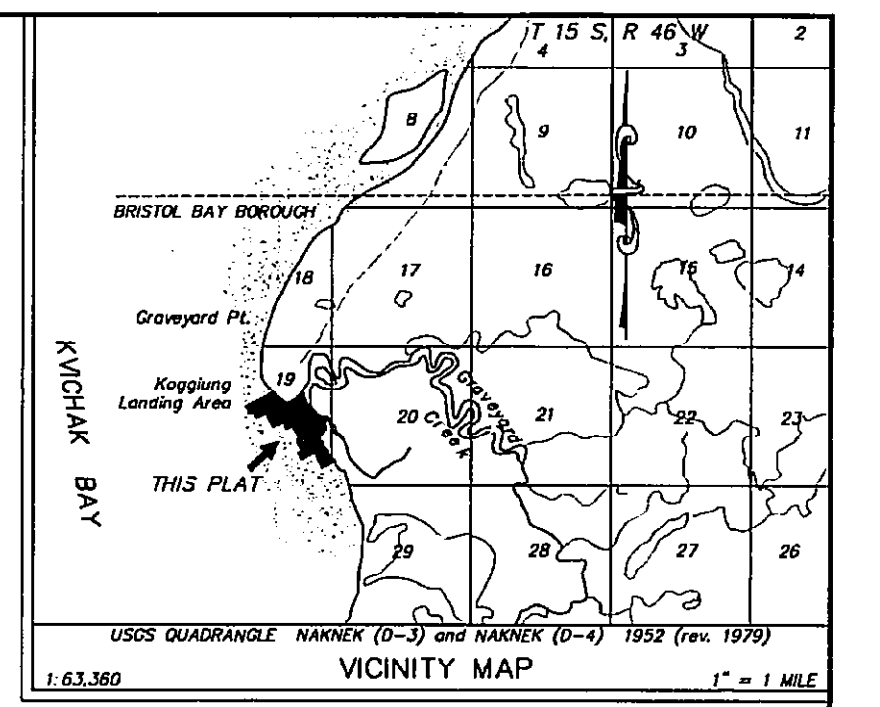 T 15 S, R 46 W
4 3 2
8 9 10 11
BRISTOL BAY BOROUGH
18 17 16 15 14
Graveyard Pt.
KVICHAK BAY
Koggiung
Landing Area
19 20 21 22 23
Graveyard
Creek
THIS PLAT
29 28 27 26
USGS QUADRANGLE NAKNEK (D-3) and NAKNEK (D-4) 1952 (rev. 1979)
1:63,360 VICINITY MAP 1" = 1 MILE